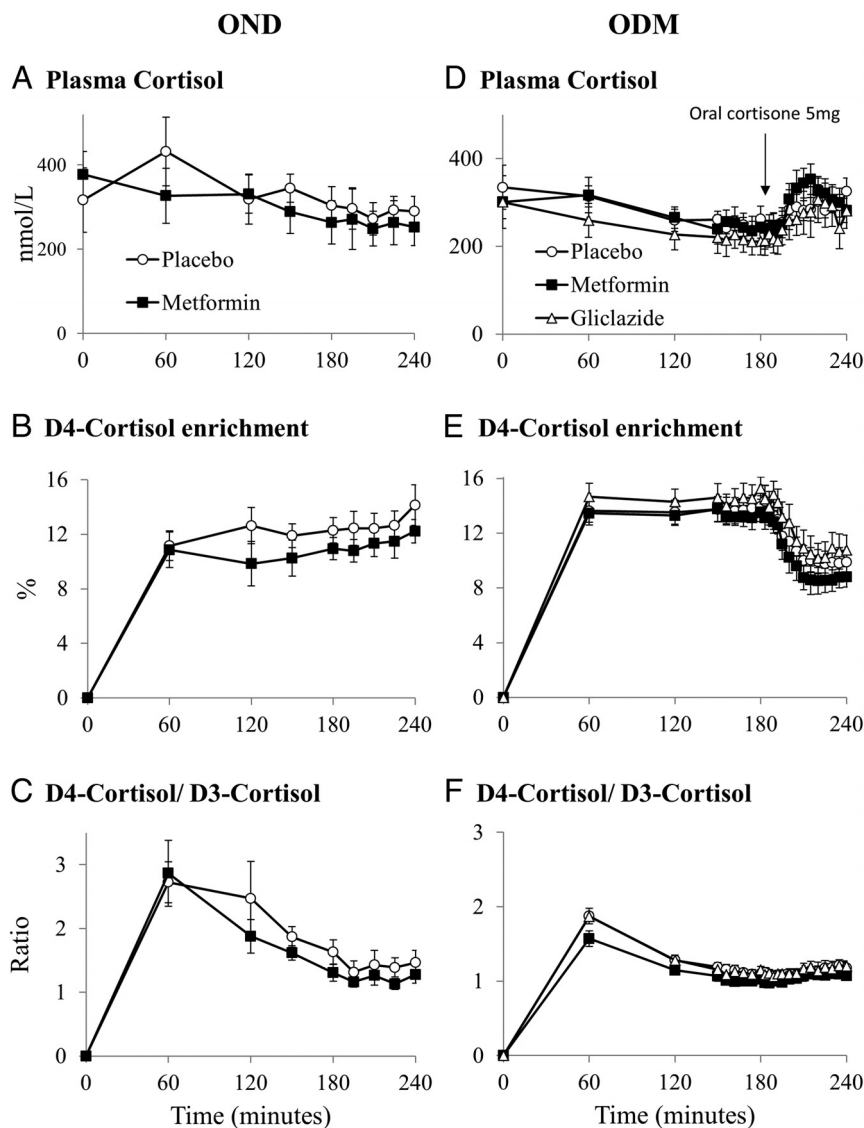 OND
ODM
A Plasma Cortisol
nmol/L
400
200
0
Placebo
Metformin
0 60 120 180 240
D Plasma Cortisol
Oral cortisone 5mg
400
200
0
Placebo
Metformin
Gliclazide
0 60 120 180 240
B D4-Cortisol enrichment
%
16
12
8
4
0
0 60 120 180 240
E D4-Cortisol enrichment
16
12
8
4
0
0 60 120 180 240
C D4-Cortisol/ D3-Cortisol
Ratio
3
2
1
0
0 60 120 180 240
Time (minutes)
F D4-Cortisol/ D3-Cortisol
3
2
1
0
0 60 120 180 240
Time (minutes)